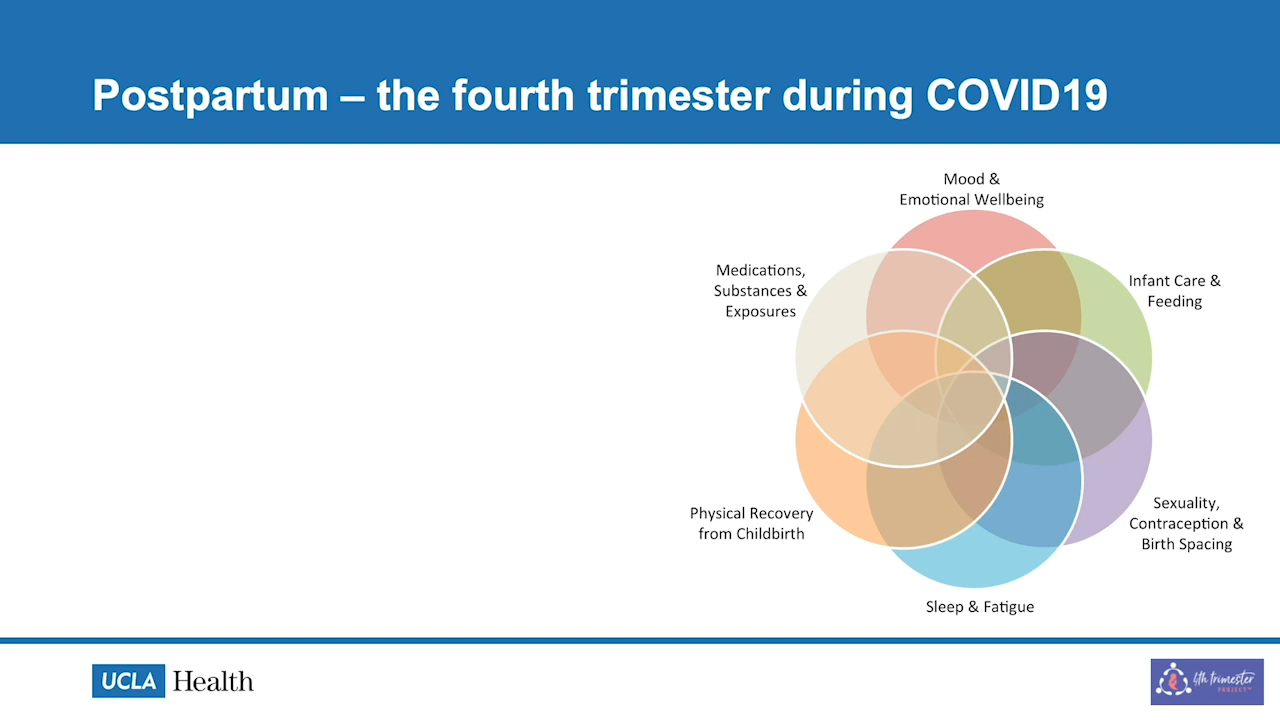 Postpartum – the fourth trimester during COVID19
Mood &
Emotional Wellbeing
Medications,
Substances &
Exposures
Infant Care &
Feeding
Physical Recovery
from Childbirth
Sexuality,
Contraception &
Birth Spacing
Sleep & Fatigue
UCLA Health
4th trimester
PROJECT™